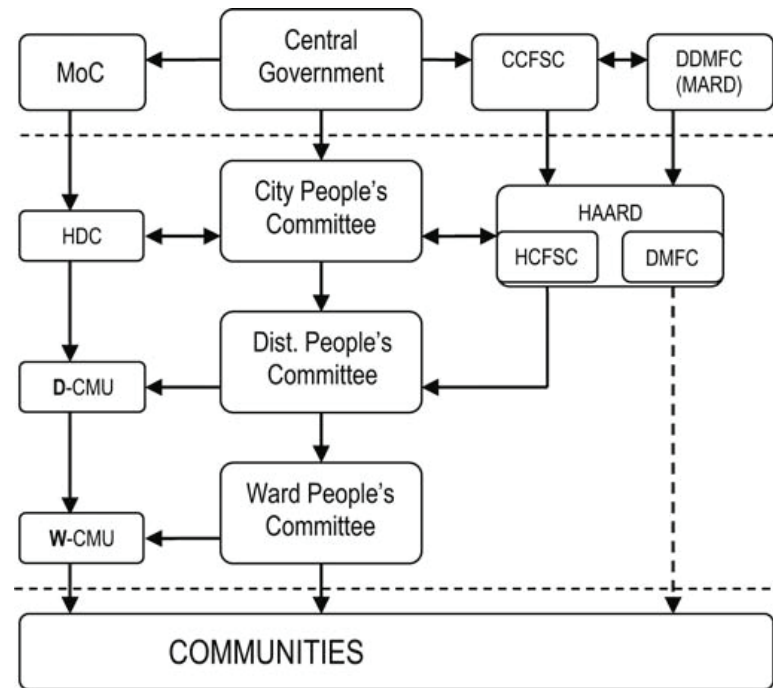 MoC
Central
Government
CCFSC
DDMFC
(MARD)
City People's
Committee
HDC
HAARD
HCFSC
DMFC
Dist. People's
Committee
D-CMU
Ward People's
Committee
W-CMU
COMMUNITIES